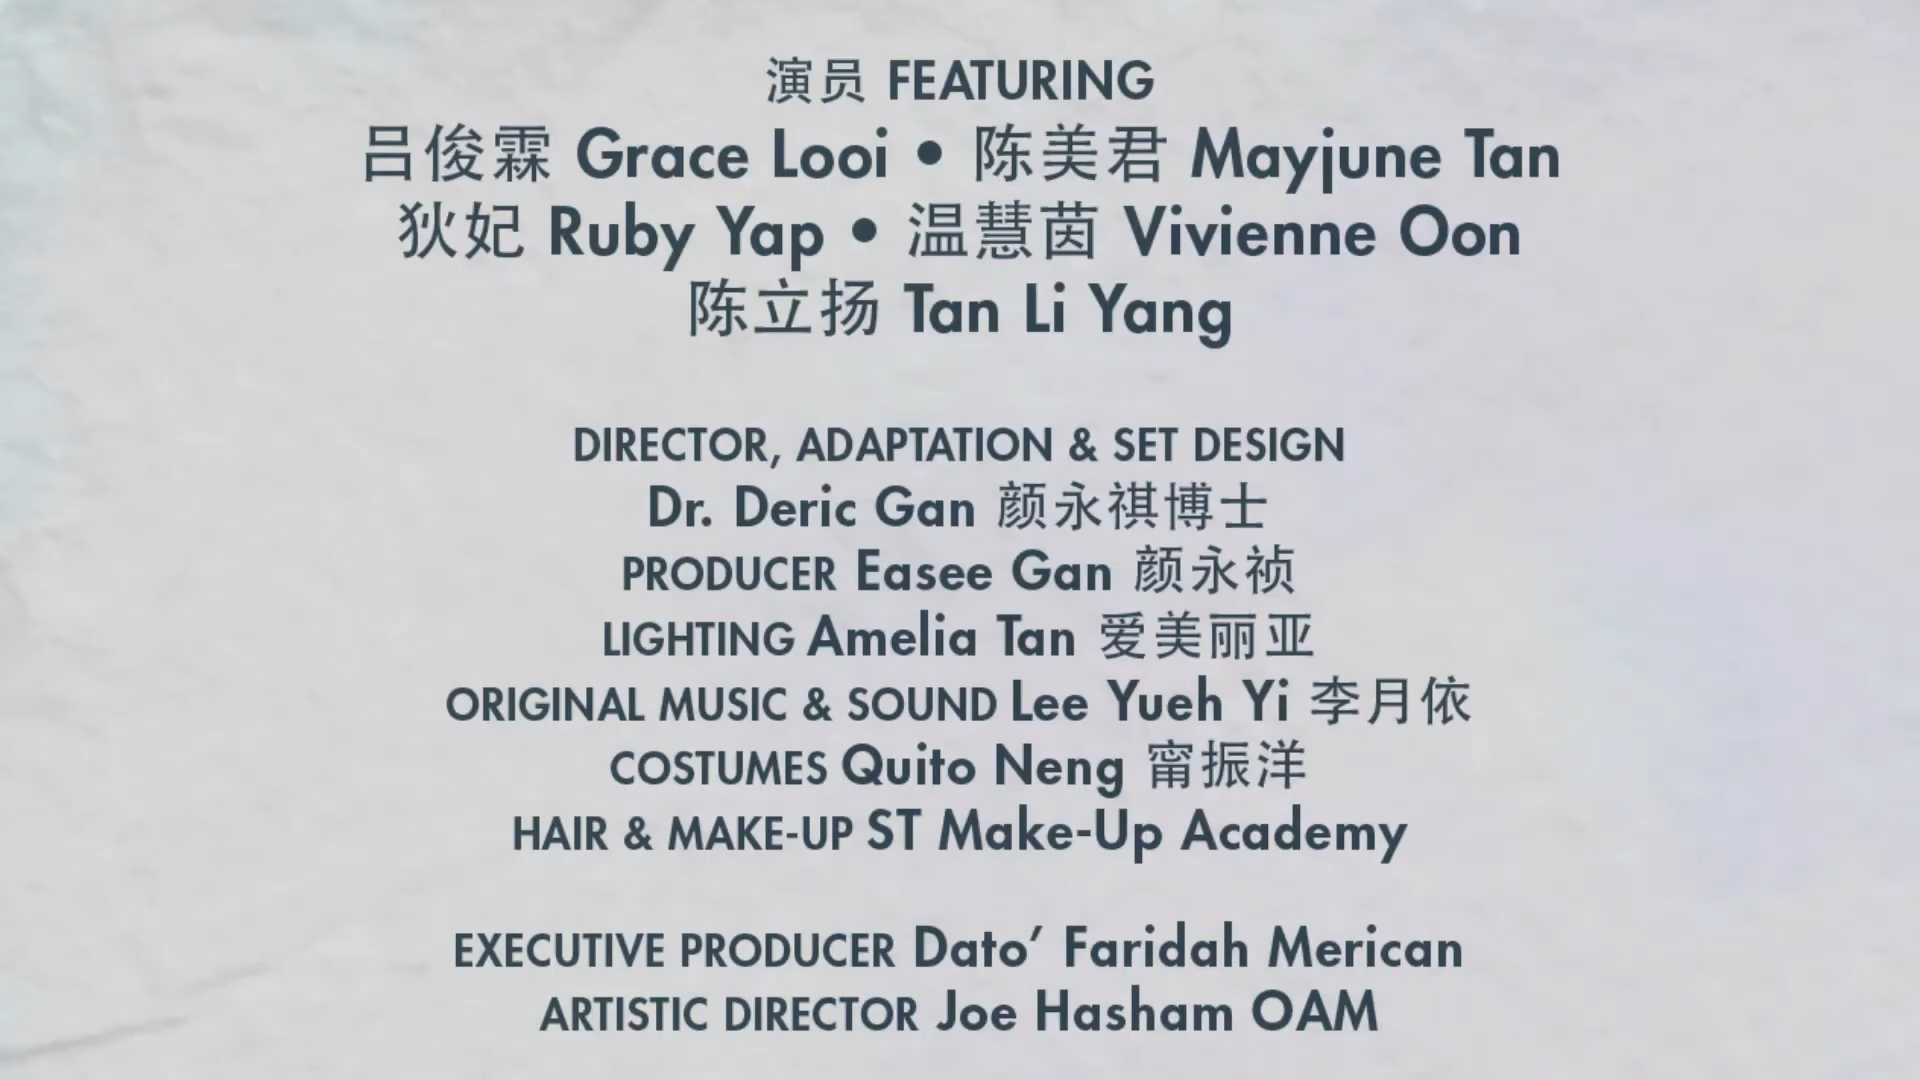 演员 FEATURING
吕俊霖 Grace Looi • 陈美君 Mayjune Tan
狄妃 Ruby Yap • 温慧茵 Vivienne Oon
陈立扬 Tan Li Yang
DIRECTOR, ADAPTATION & SET DESIGN
Dr. Deric Gan 颜永祺博士
PRODUCER Easee Gan 颜永祯
LIGHTING Amelia Tan 爱美丽亚
ORIGINAL MUSIC & SOUND Lee Yueh Yi 李月依
COSTUMES Quito Neng 甯振洋
HAIR & MAKE-UP ST Make-Up Academy
EXECUTIVE PRODUCER Dato’ Faridah Merican
ARTISTIC DIRECTOR Joe Hasham OAM